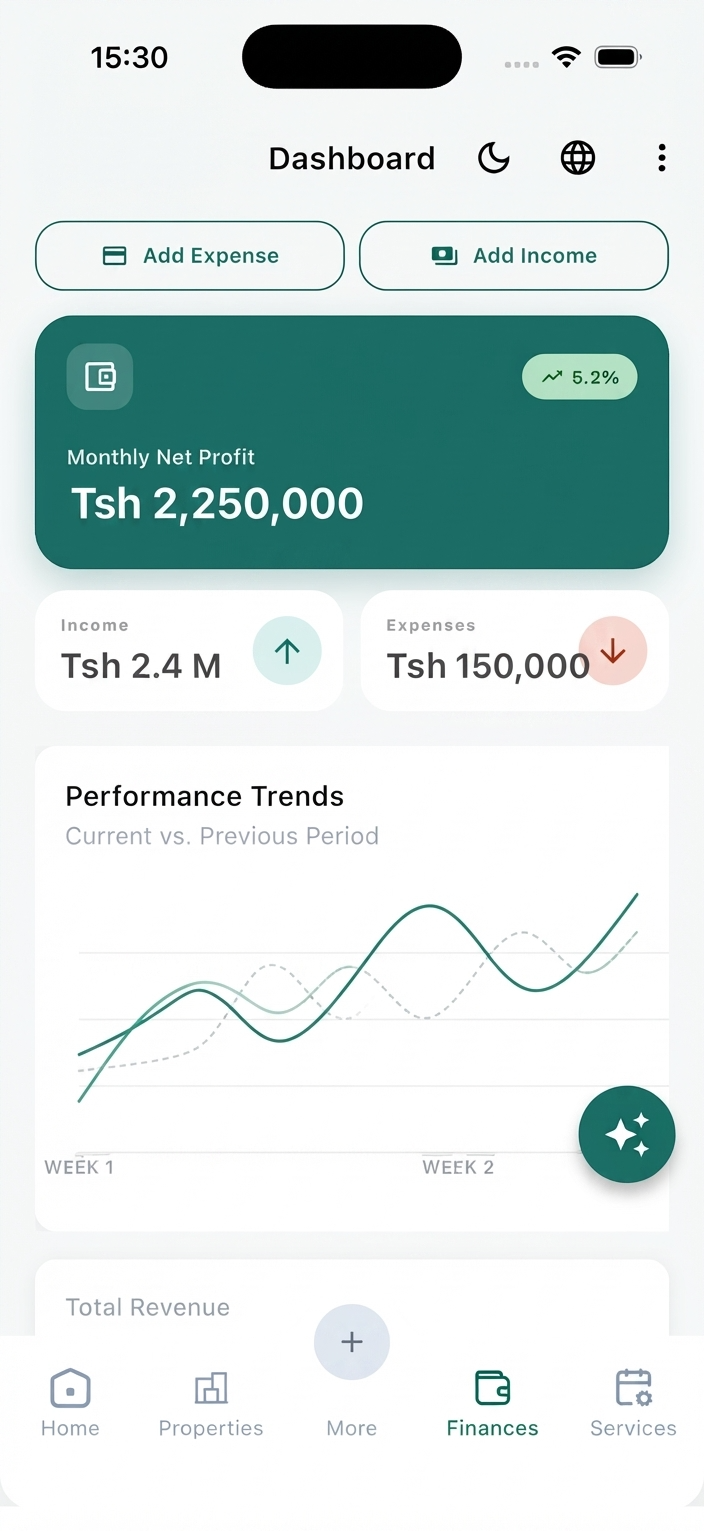 15:30
Dashboard
Add Expense
Add Income
5.2%
Monthly Net Profit
Tsh 2,250,000
Income
Tsh 2.4 M
Expenses
Tsh 150,000
Performance Trends
Current vs. Previous Period
WEEK 1
WEEK 2
Total Revenue
Home
Properties
More
Finances
Services